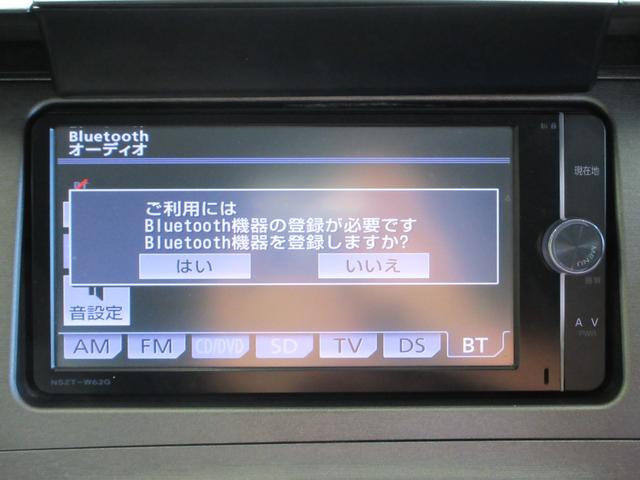 Bluetooth
オーディオ
ご利用には
Bluetooth機器の登録が必要です
Bluetooth機器を登録しますか?
はい
いいえ
音設定
AM
FM
CD/DVD
SD
TV
DS
BT
NSZT-W62G
現在地
MENU
A V
PWR